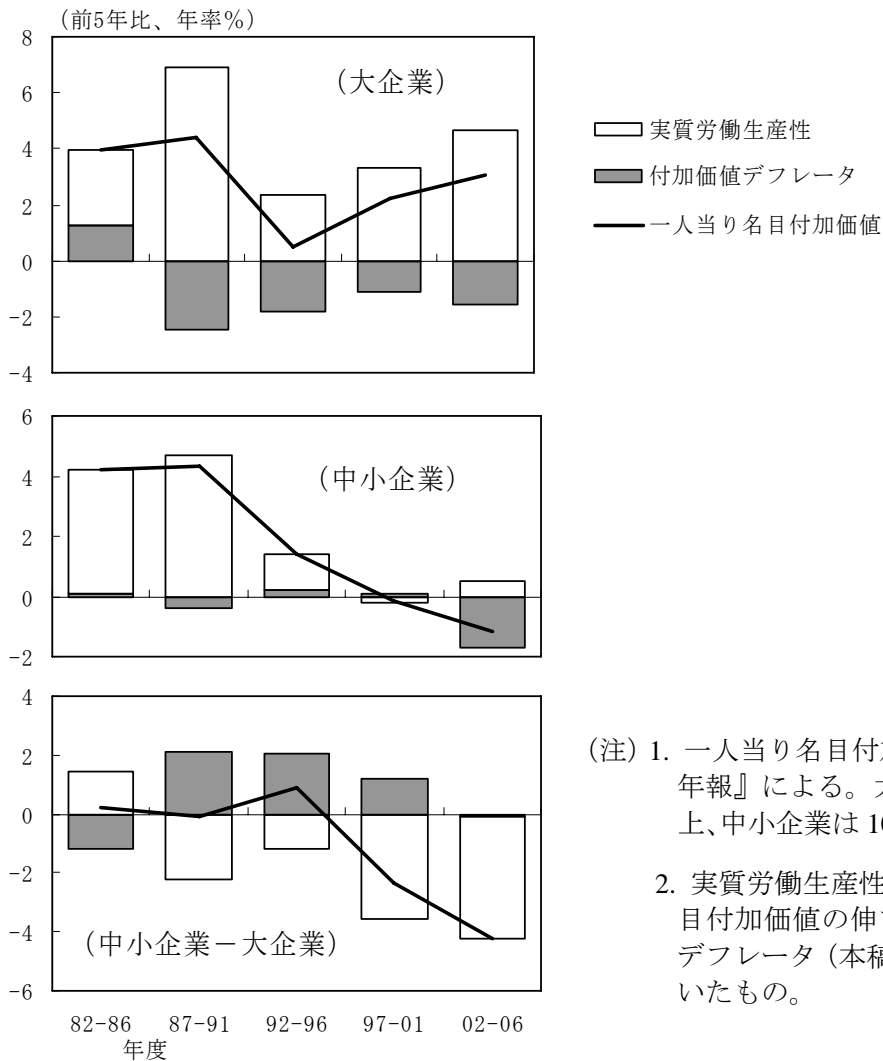 (前5年比、年率%)
8
6
4
2
0
-2
-4
(大企業)
実質労働生産性
付加価値デフレータ
一人当り名目付加価値
6
4
2
0
-2
(中小企業)
4
2
0
-2
-4
-6
(中小企業－大企業)
82-86 87-91 92-96 97-01 02-06
年度
(注) 1. 一人当り名目付
年報』による。
上、中小企業は 10
2. 実質労働生産性
目付加価値の伸
デフレータ（本稿
いたもの。